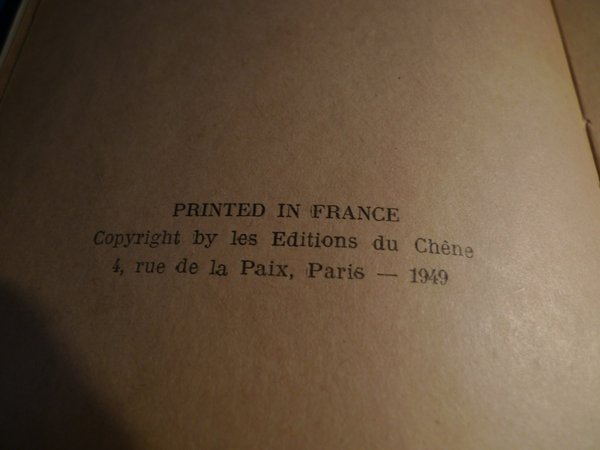 PRINTED IN FRANCE
Copyright by les Editions du Chêne
4, rue de la Paix, Paris — 1949